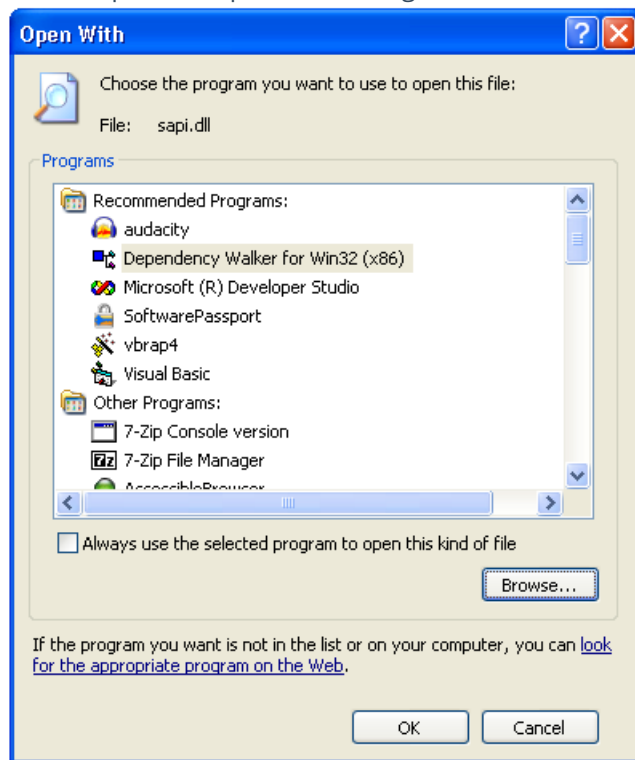 Open With
Choose the program you want to use to open this file:
File: sapi.dll
Programs
Recommended Programs:
audacity
Dependency Walker for Win32 (x86)
Microsoft (R) Developer Studio
SoftwarePassport
vbrap4
Visual Basic
Other Programs:
7-Zip Console version
7-Zip File Manager
AccessibleBrowser
Always use the selected program to open this kind of file
Browse...
If the program you want is not in the list or on your computer, you can look
for the appropriate program on the Web.
OK Cancel